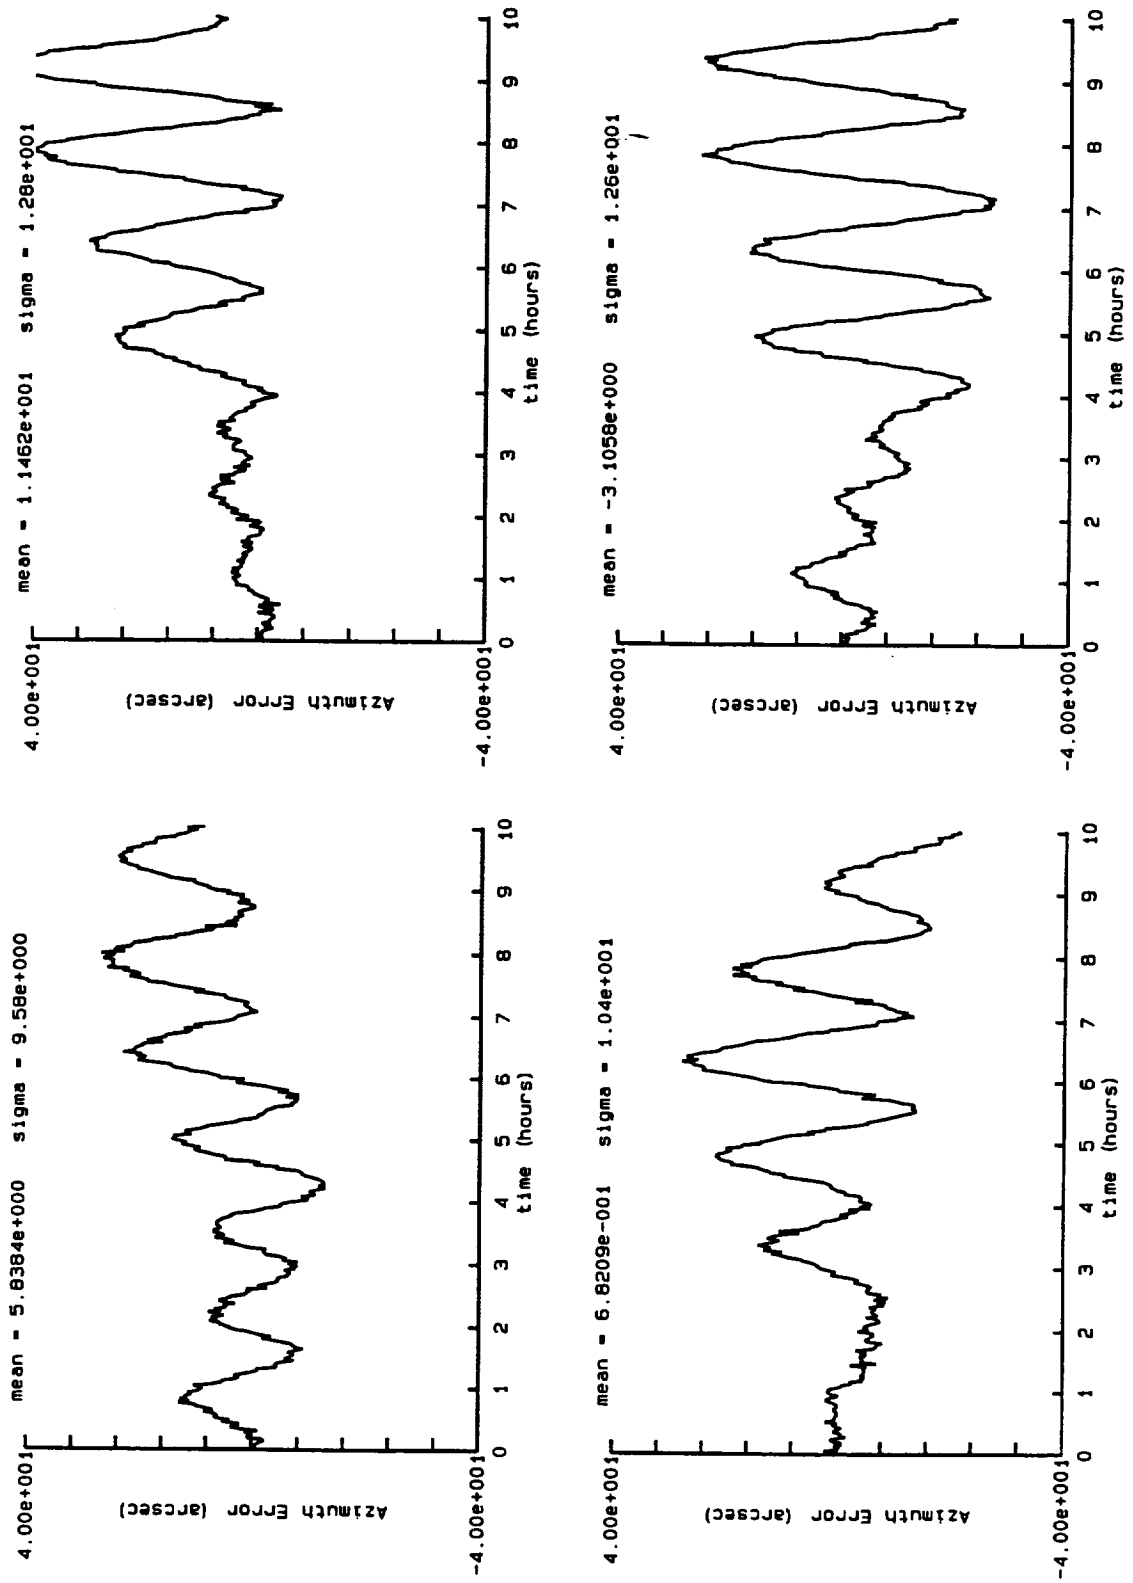 mean = 5.8384e+000 sigma = 9.58e+000
4.00e+001
Azimuth Error (arcsec)
-4.00e+001
0 1 2 3 4 5 6 7 8 9 10
time (hours)
mean = 1.1462e+001 sigma = 1.28e+001
4.00e+001
Azimuth Error (arcsec)
-4.00e+001
0 1 2 3 4 5 6 7 8 9 10
time (hours)
mean = 6.8209e-001 sigma = 1.04e+001
4.00e+001
Azimuth Error (arcsec)
-4.00e+001
0 1 2 3 4 5 6 7 8 9 10
time (hours)
mean = -3.1058e+000 sigma = 1.26e+001
4.00e+001
Azimuth Error (arcsec)
-4.00e+001
0 1 2 3 4 5 6 7 8 9 10
time (hours)